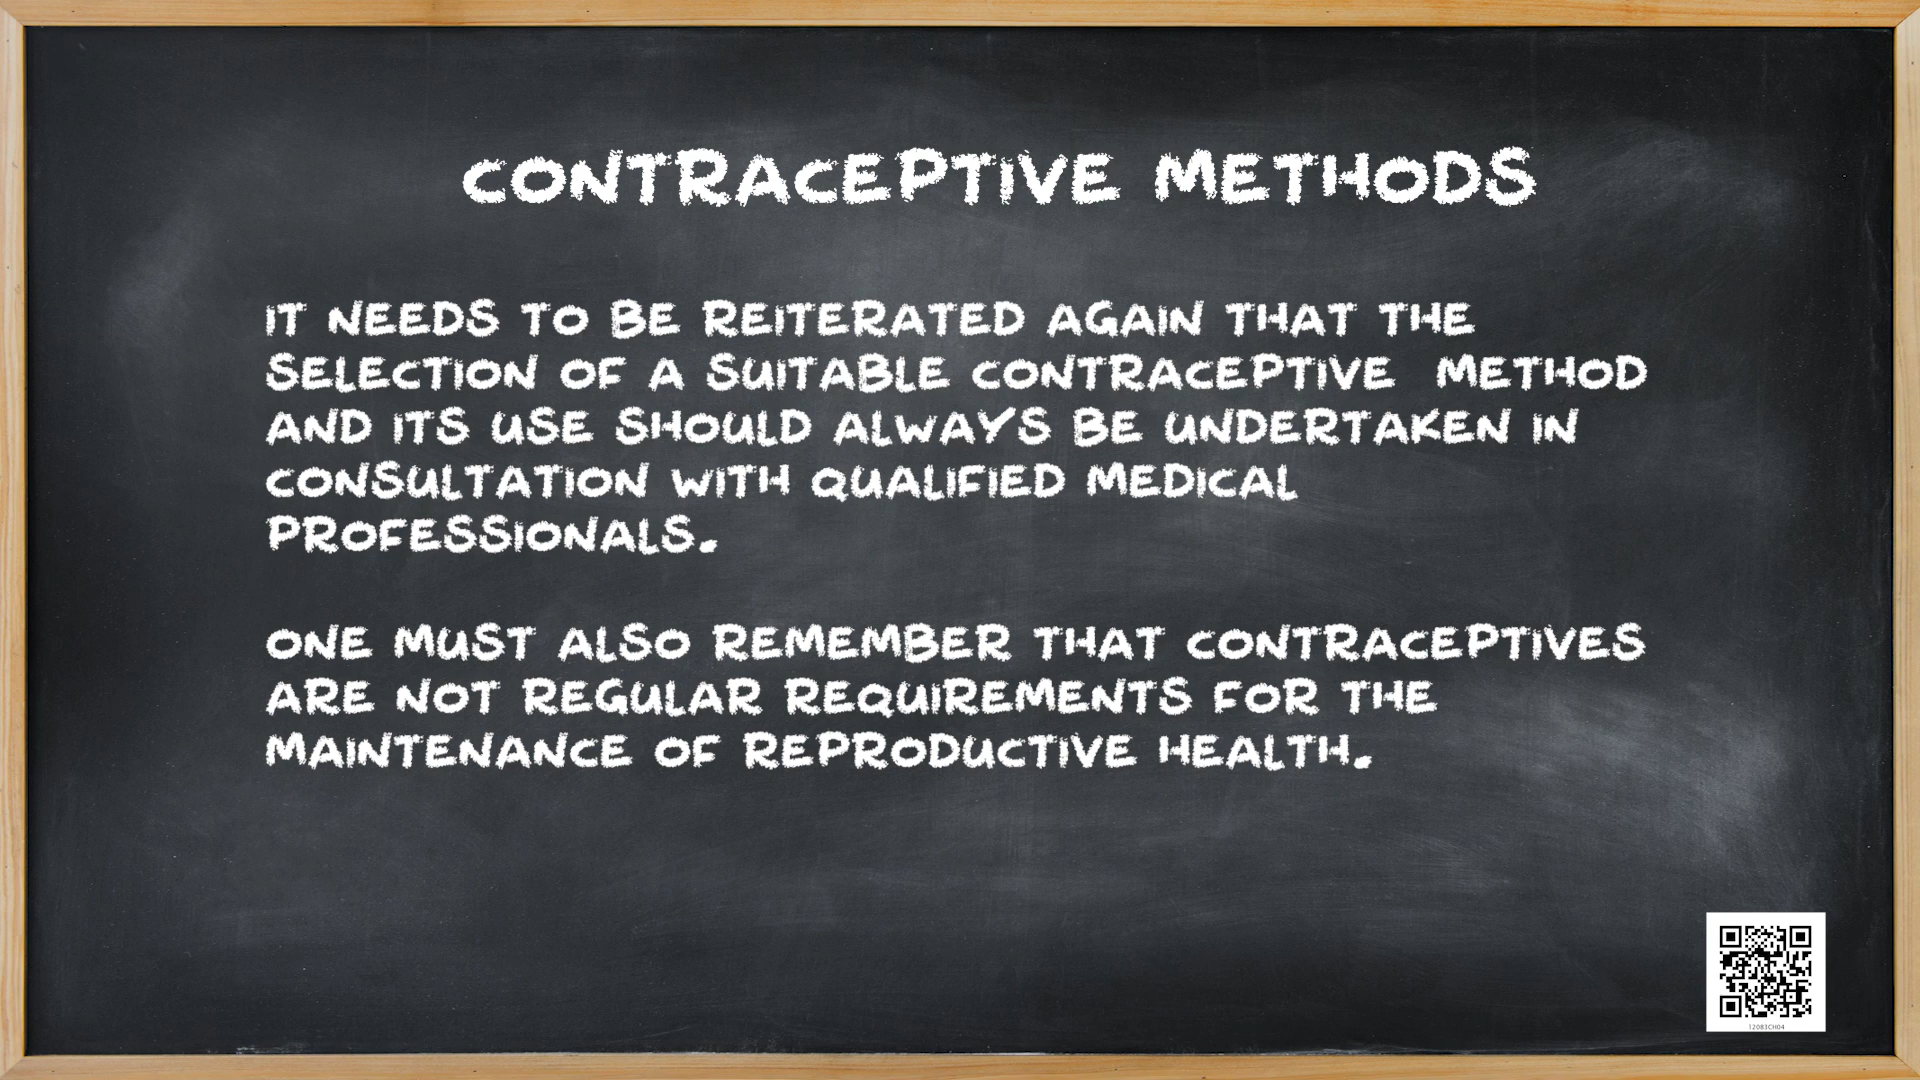 CONTRACEPTIVE METHODS
IT NEEDS TO BE REITERATED AGAIN THAT THE
SELECTION OF A SUITABLE CONTRACEPTIVE METHOD
AND ITS USE SHOULD ALWAYS BE UNDERTAKEN IN
CONSULTATION WITH QUALIFIED MEDICAL
PROFESSIONALS.
ONE MUST ALSO REMEMBER THAT CONTRACEPTIVES
ARE NOT REGULAR REQUIREMENTS FOR THE
MAINTENANCE OF REPRODUCTIVE HEALTH.
12083CH04